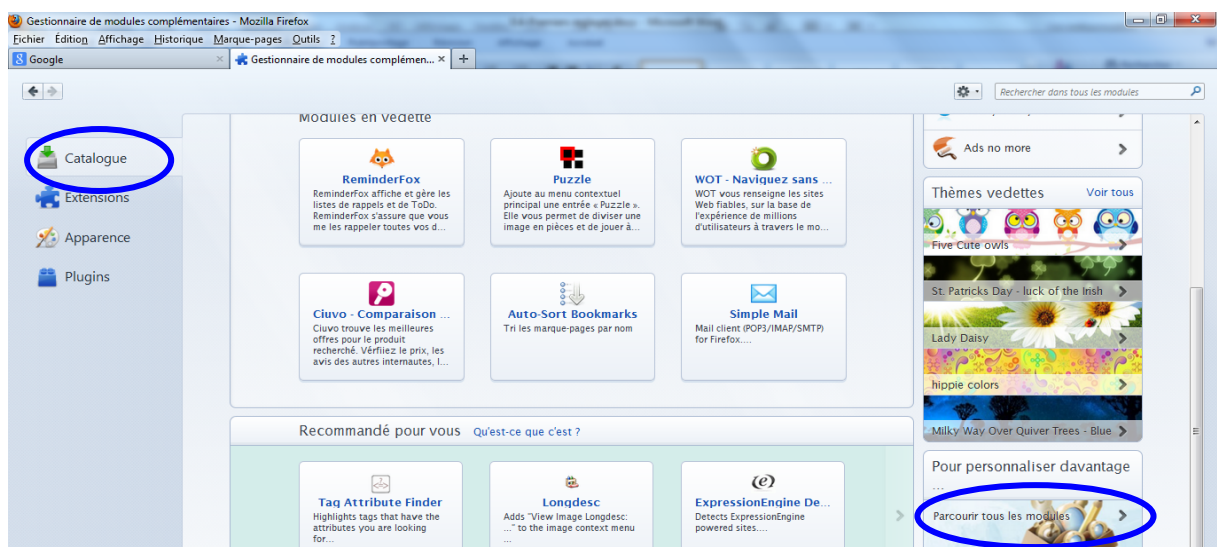 Gestionnaire de modules complémentaires - Mozilla Firefox
Fichier Édition Affichage Historique Marque-pages Outils ?
Google
Gestionnaire de modules complémen...
Rechercher dans tous les modules
Catalogue
Extensions
Apparence
Plugins
Modules en vedette
ReminderFox
ReminderFox affiche et gère les
listes de rappels et de ToDo.
ReminderFox s'assure que vous
me les rappeler toutes vos d...
Puzzle
Ajoute au menu contextuel
principal une entrée « Puzzle ».
Elle vous permet de diviser une
image en pièces et de jouer à...
WOT - Naviguez sans ...
WOT vous renseigne les sites
Web fiables, sur la base de
l'expérience de millions
d'utilisateurs à travers le mo...
Ciuvo - Comparaison ...
Ciuvo trouve les meilleures
offres pour le produit
recherché. Vérfiiez le prix, les
avis des autres internautes, l...
Auto-Sort Bookmarks
Tri les marque-pages par nom
Simple Mail
Mail client (POP3/IMAP/SMTP)
for Firefox....
Recommandé pour vous Qu'est-ce que c'est ?
Tag Attribute Finder
Highlights tags that have the
attributes you are looking
for...
Longdesc
Adds "View Image Longdesc:
..." to the image context menu
...
ExpressionEngine De...
Detects ExpressionEngine
powered sites....
Ads no more
Thèmes vedettes Voir tous
Five Cute owls
St. Patricks Day - luck of the Irish
Lady Daisy
hippie colors
Milky Way Over Quiver Trees - Blue
Pour personnaliser davantage
...
Parcourir tous les modules